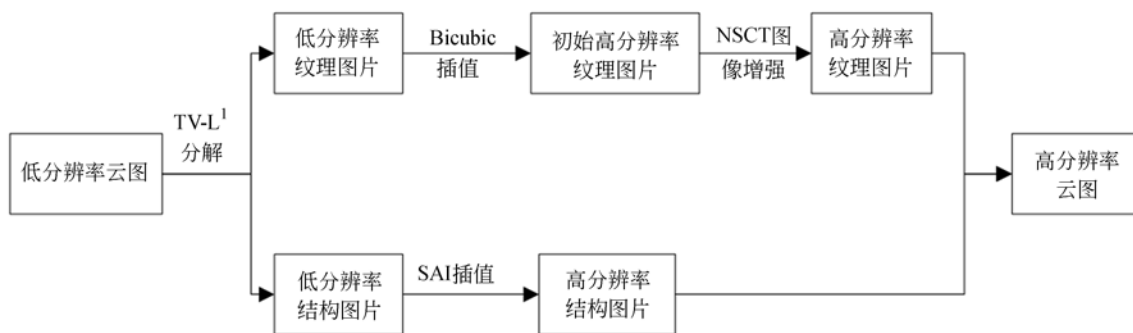 低分辨率云图
TV-L¹
分解
低分辨率
纹理图片
Bicubic
插值
初始高分辨率
纹理图片
NSCT图
像增强
高分辨率
纹理图片
低分辨率
结构图片
SAI插值
高分辨率
结构图片
高分辨率
云图